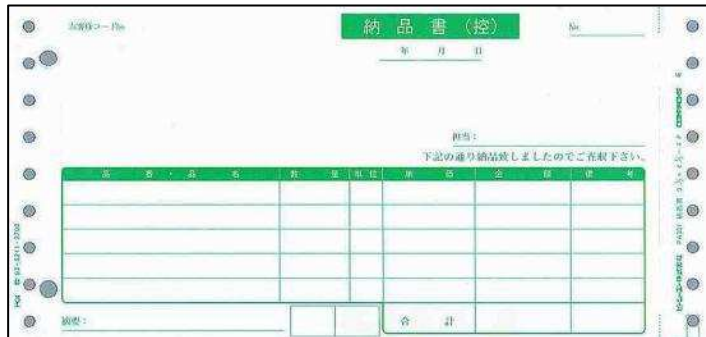 お客様コードNo.
納品書(控)
No.
年 月 日
担当:
下記の通り納品致しましたのでご査収下さい。
品番・品名 数量 単位 単価 金額 備考
摘要:
合計